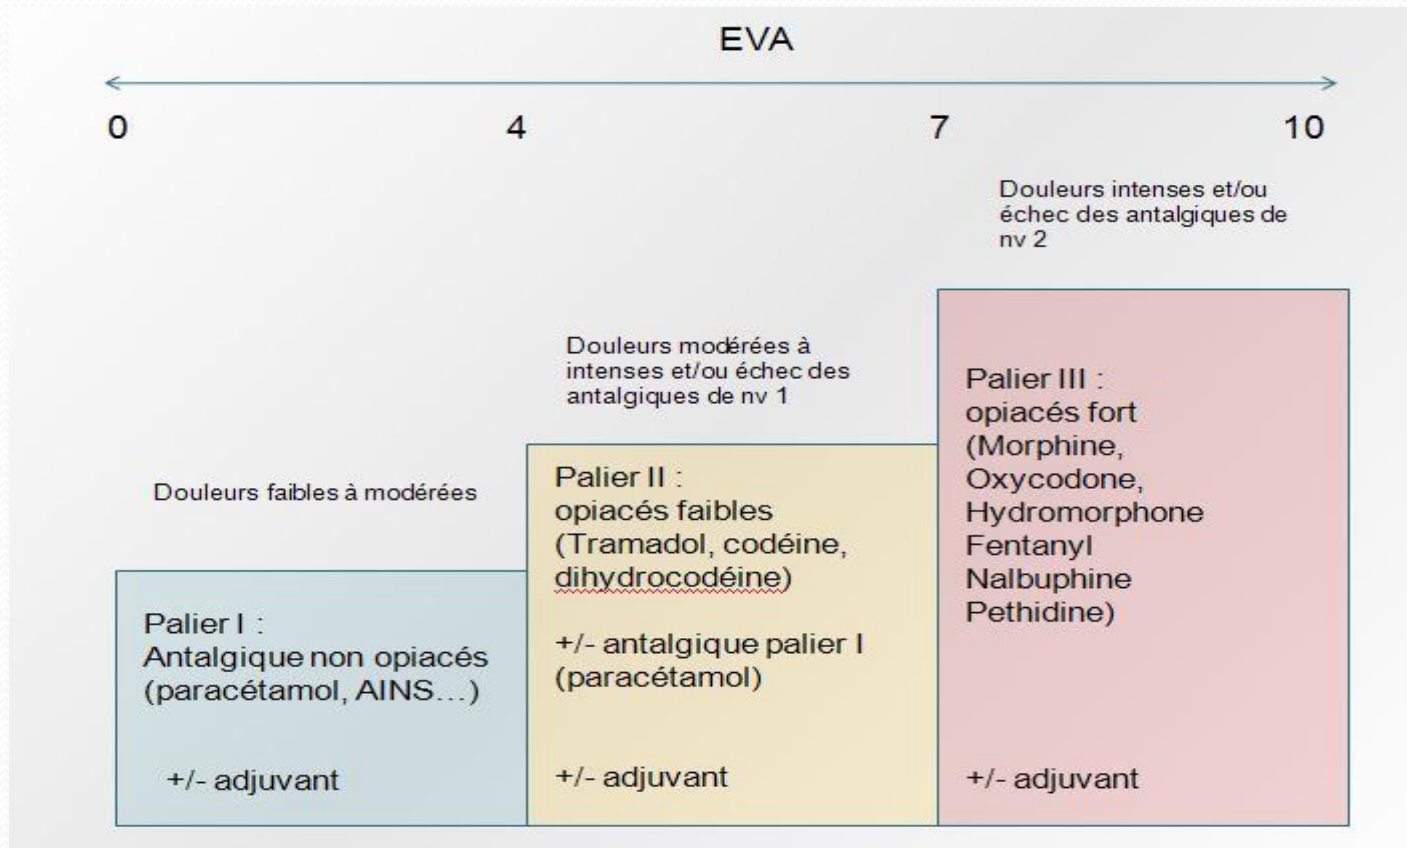 EVA
0 4 7 10
Douleurs intenses et/ou
échec des antalgiques de
nv 2
Douleurs modérées à
intenses et/ou échec des
antalgiques de nv 1
Douleurs faibles à modérées
Palier I :
Antalgique non opiacés
(paracétamol, AINS…)
+/- adjuvant
Palier II :
opiacés faibles
(Tramadol, codéine,
dihydrocodéine)
+/- antalgique palier I
(paracétamol)
+/- adjuvant
Palier III :
opiacés fort
(Morphine,
Oxycodone,
Hydromorphone
Fentanyl
Nalbuphine
Pethidine)
+/- adjuvant